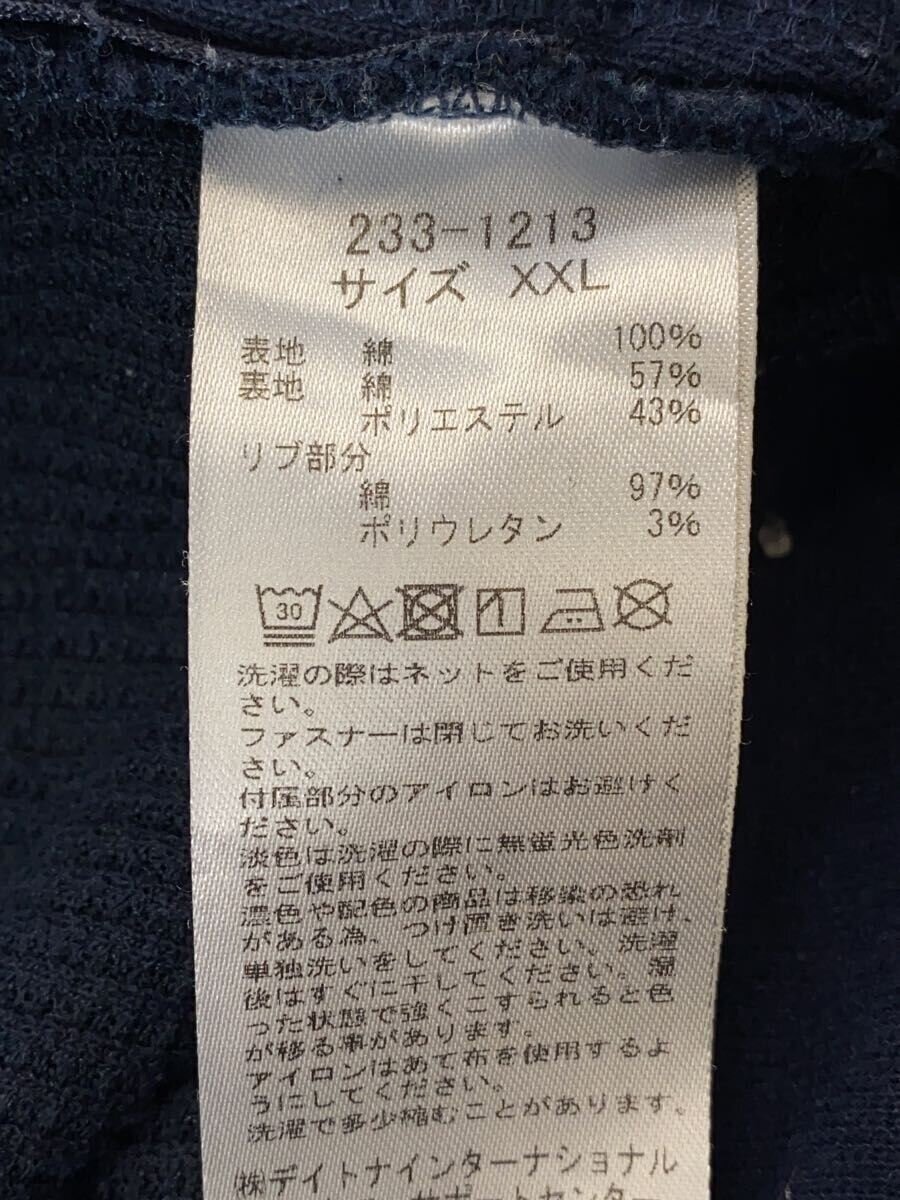 233-1213
サイズ XXL
表地 綿 100%
裏地 綿 57%
ポリエステル 43%
リブ部分
綿 97%
ポリウレタン 3%
30
洗濯の際はネットをご使用くだ
さい。
ファスナーは閉じてお洗いくだ
さい。
付属部分のアイロンはお避けく
ださい。
淡色は洗濯の際に無蛍光色洗剤
をご使用ください。
濃色や配色の商品は移染の恐れ
がある為、つけ置き洗いは避け、
単独洗いをしてください。洗濯
後はすぐに干してください。湿
った状態で強くこすられると色
が移る事があります。
アイロンはあて布を使用するよ
うにしてください。
洗濯で多少縮むことがあります。
㈱デイトナインターナショナル
サポートセンター